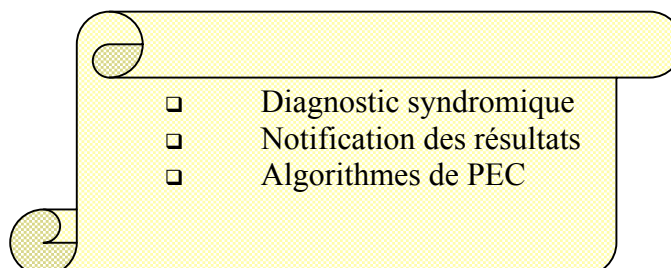 ❑ Diagnostic syndromique
❑ Notification des résultats
❑ Algorithmes de PEC